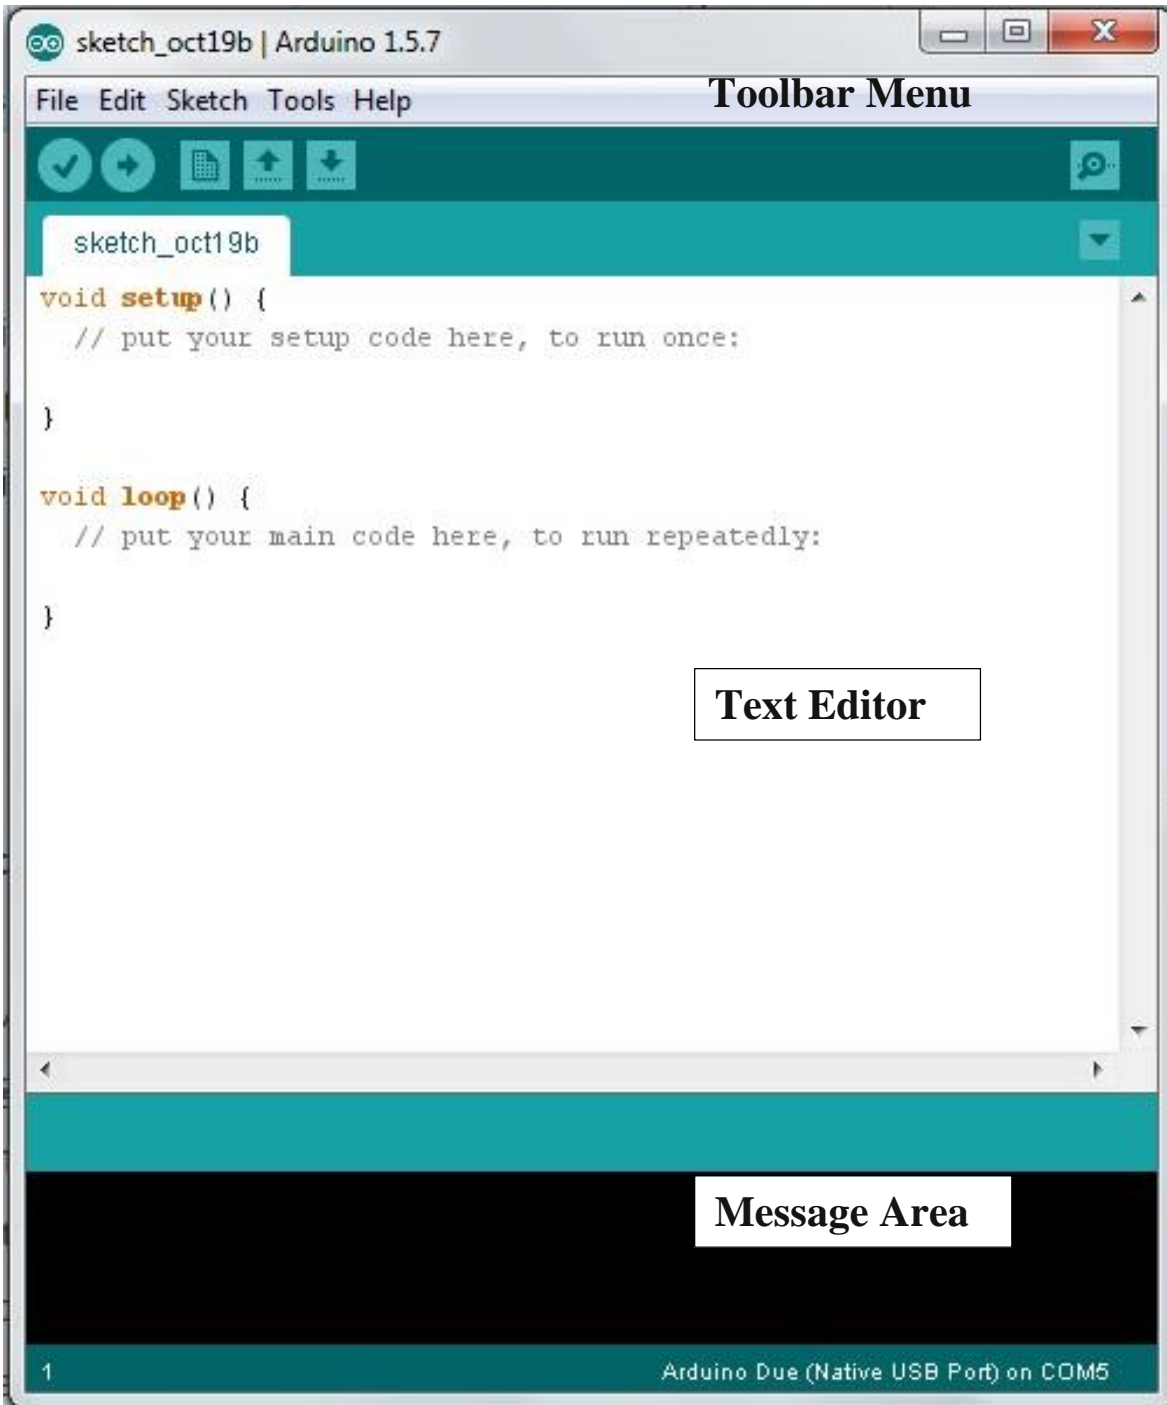 sketch_oct19b | Arduino 1.5.7
File Edit Sketch Tools Help Toolbar Menu
sketch_oct19b
void setup() {
// put your setup code here, to run once:
}
void loop() {
// put your main code here, to run repeatedly:
}
Text Editor
Message Area
1 Arduino Due (Native USB Port) on COM5